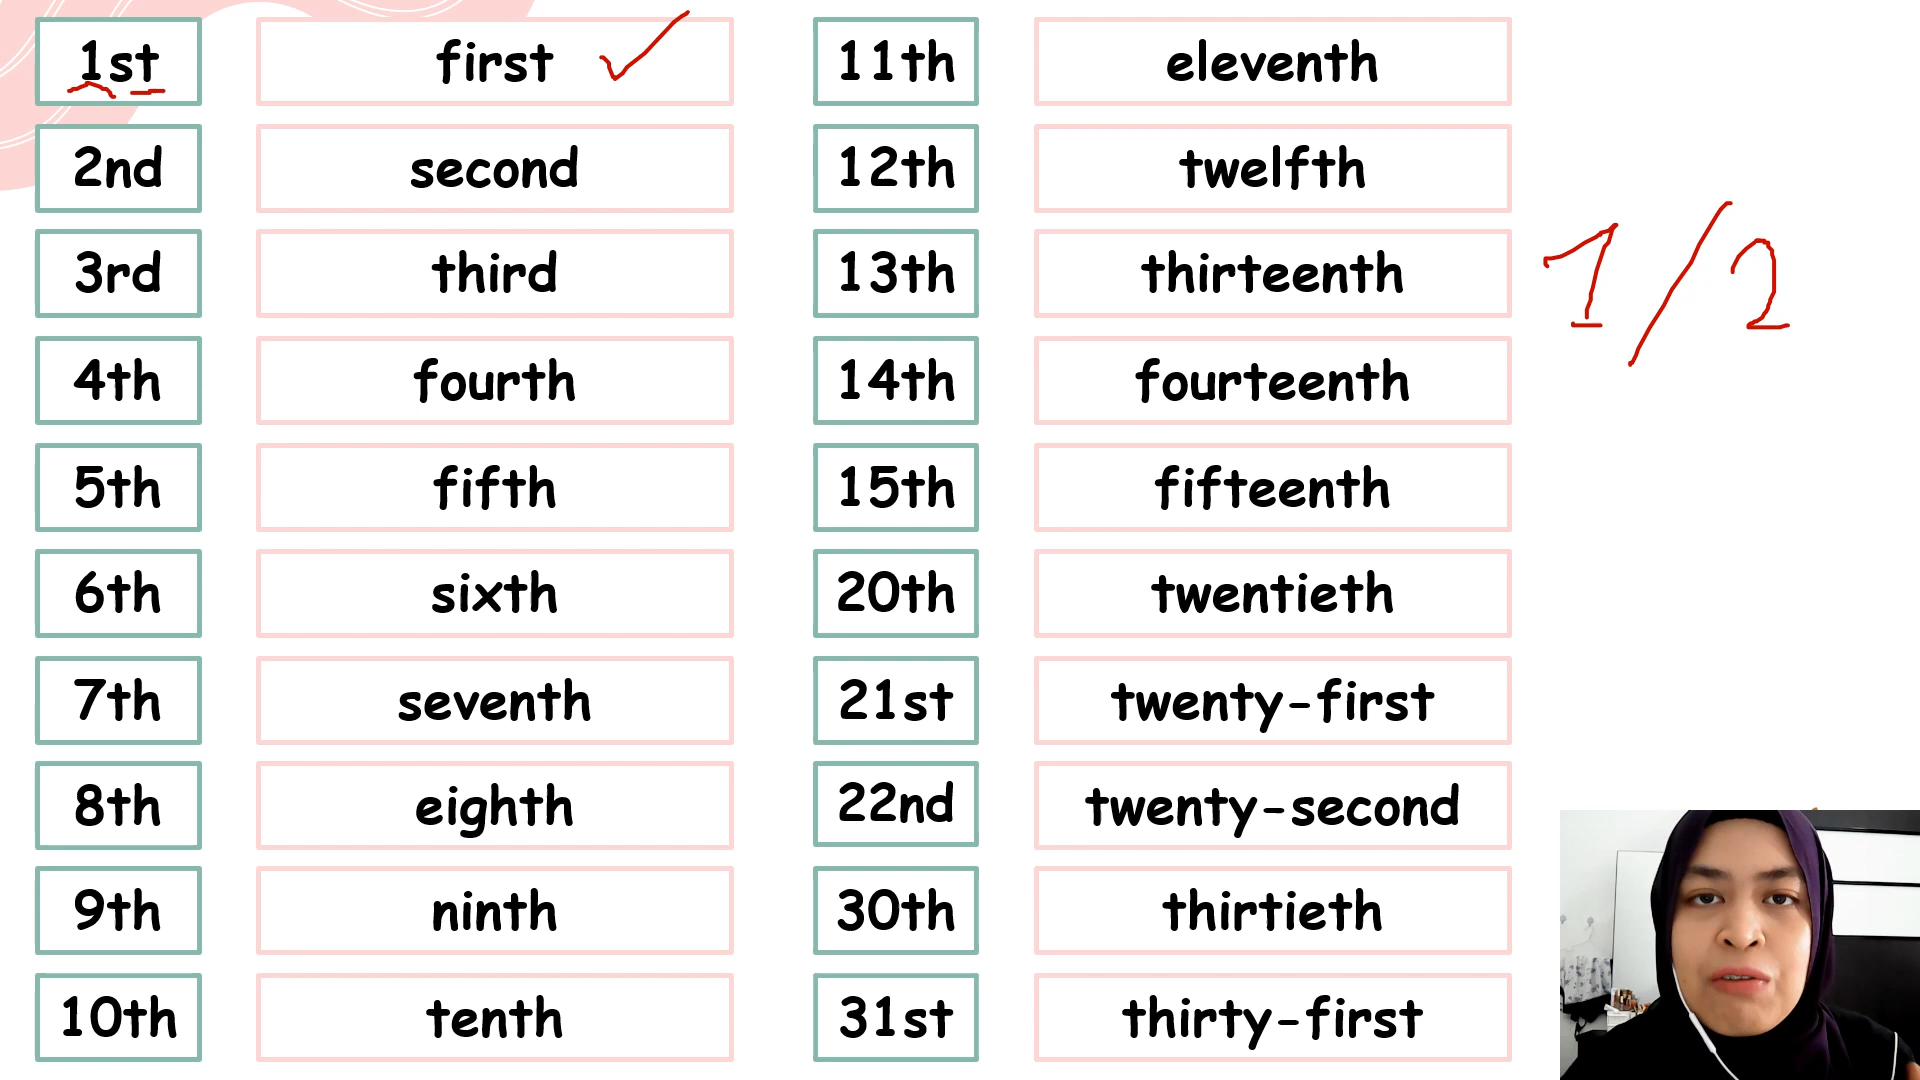 1st first 11th eleventh
2nd second 12th twelfth
3rd third 13th thirteenth
1/2
4th fourth 14th fourteenth
5th fifth 15th fifteenth
6th sixth 20th twentieth
7th seventh 21st twenty-first
8th eighth 22nd twenty-second
9th ninth 30th thirtieth
10th tenth 31st thirty-first